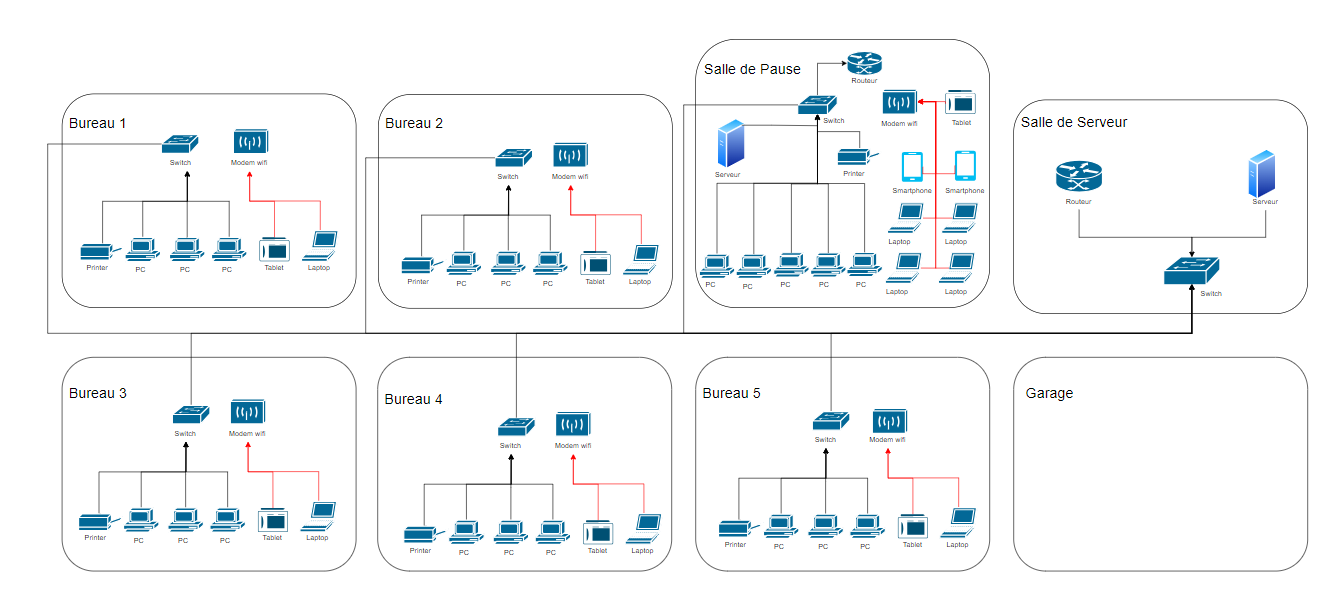 Bureau 1
Switch
Modem wifi
Printer
PC
PC
PC
Tablet
Laptop
Bureau 2
Switch
Modem wifi
Printer
PC
PC
PC
Tablet
Laptop
Salle de Pause
Routeur
Switch
Modem wifi
Tablet
Serveur
Printer
Smartphone
Smartphone
Laptop
Laptop
PC
PC
PC
PC
PC
Laptop
Laptop
Salle de Serveur
Routeur
Serveur
Switch
Bureau 3
Switch
Modem wifi
Printer
PC
PC
PC
Tablet
Laptop
Bureau 4
Switch
Modem wifi
Printer
PC
PC
PC
Tablet
Laptop
Bureau 5
Switch
Modem wifi
Printer
PC
PC
PC
Tablet
Laptop
Garage